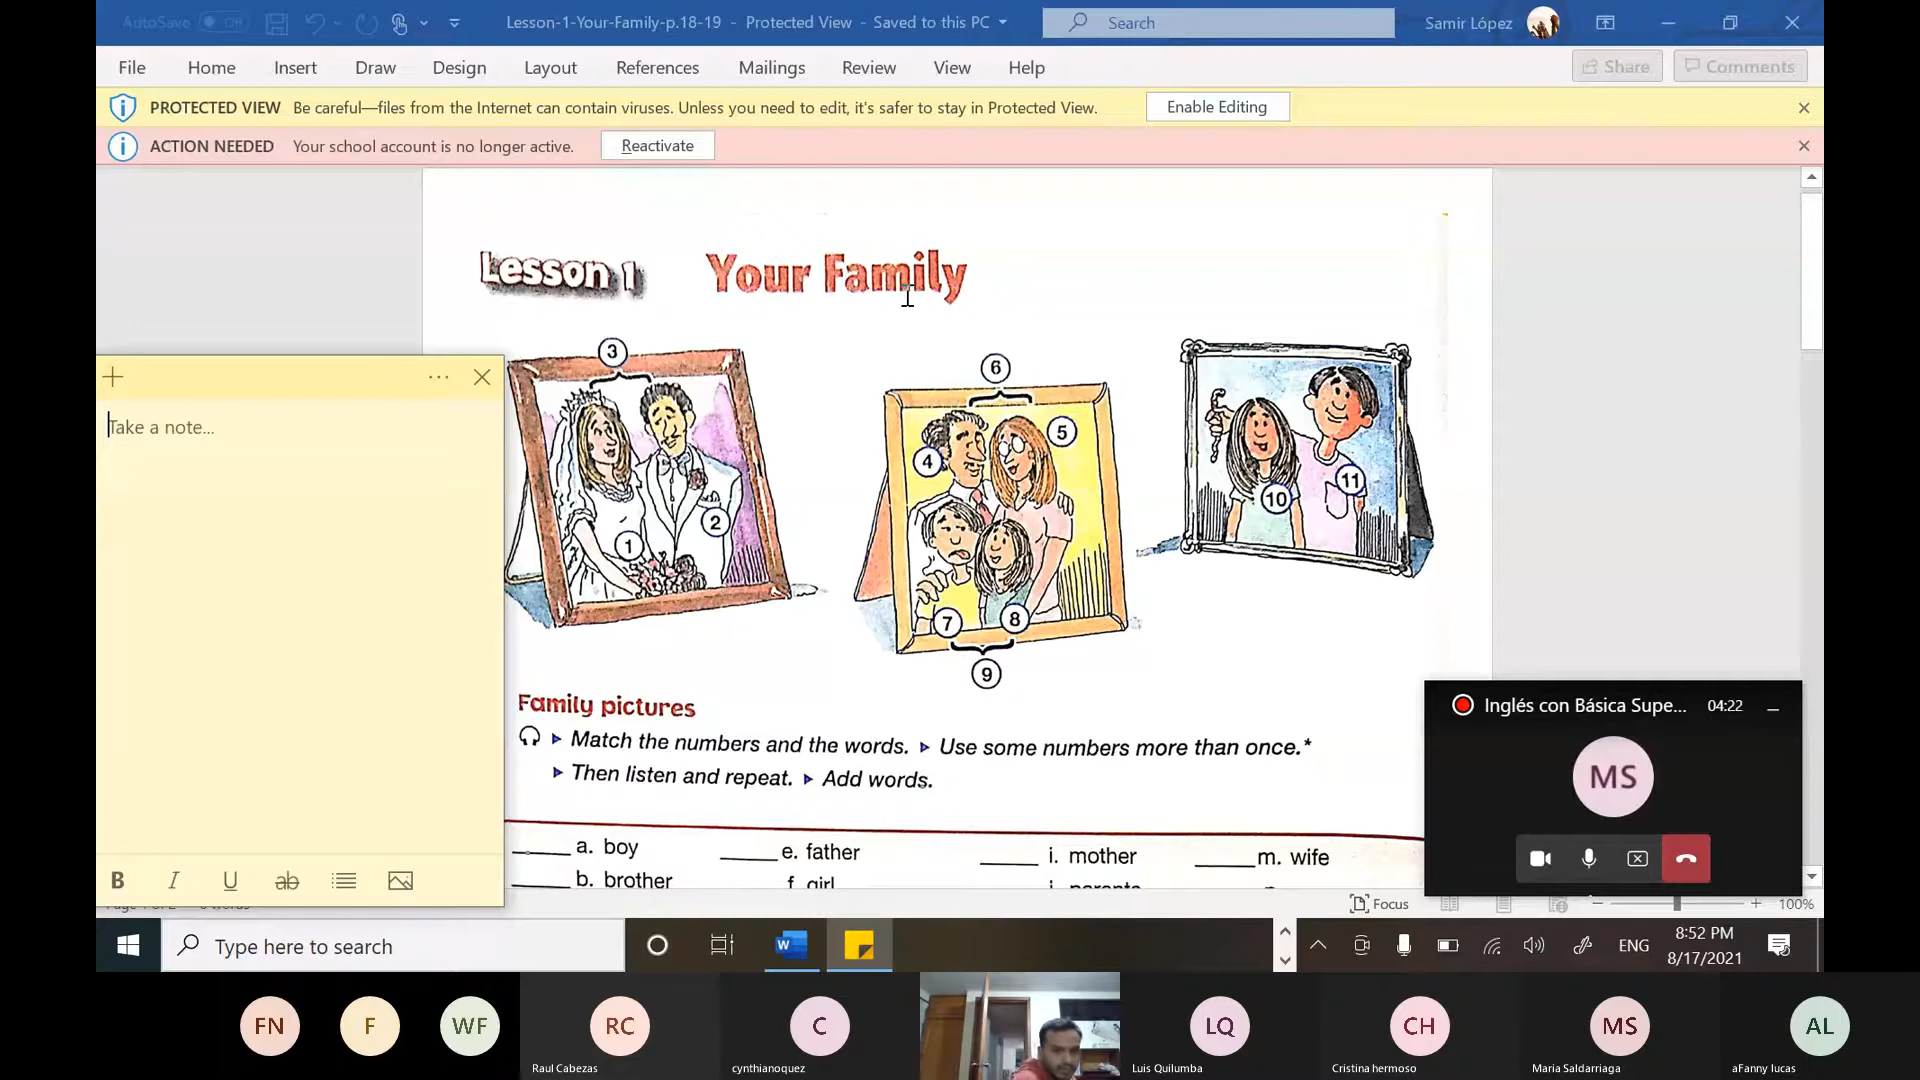 AutoSave Off
Lesson-1-Your-Family-p.18-19 - Protected View - Saved to this PC
Search
Samir López
File Home Insert Draw Design Layout References Mailings Review View Help
Share Comments
PROTECTED VIEW Be careful—files from the Internet can contain viruses. Unless you need to edit, it's safer to stay in Protected View. Enable Editing
ACTION NEEDED Your school account is no longer active. Reactivate
Lesson 1 Your Family
3
6
5
4
11
10
2
1
7
8
9
Take a note...
B I U ab
Family pictures
Match the numbers and the words. Use some numbers more than once.*
Then listen and repeat. Add words.
a. boy e. father i. mother m. wife
b. brother f. girl j. parents
Inglés con Básica Supe... 04:22
MS
Focus
100%
Type here to search
W
ENG
8:52 PM
8/17/2021
FN F WF RC C LQ CH MS AL
Raul Cabezas cynthianoquez Luis Quilumba Cristina hermoso Maria Saldarriaga aFanny lucas